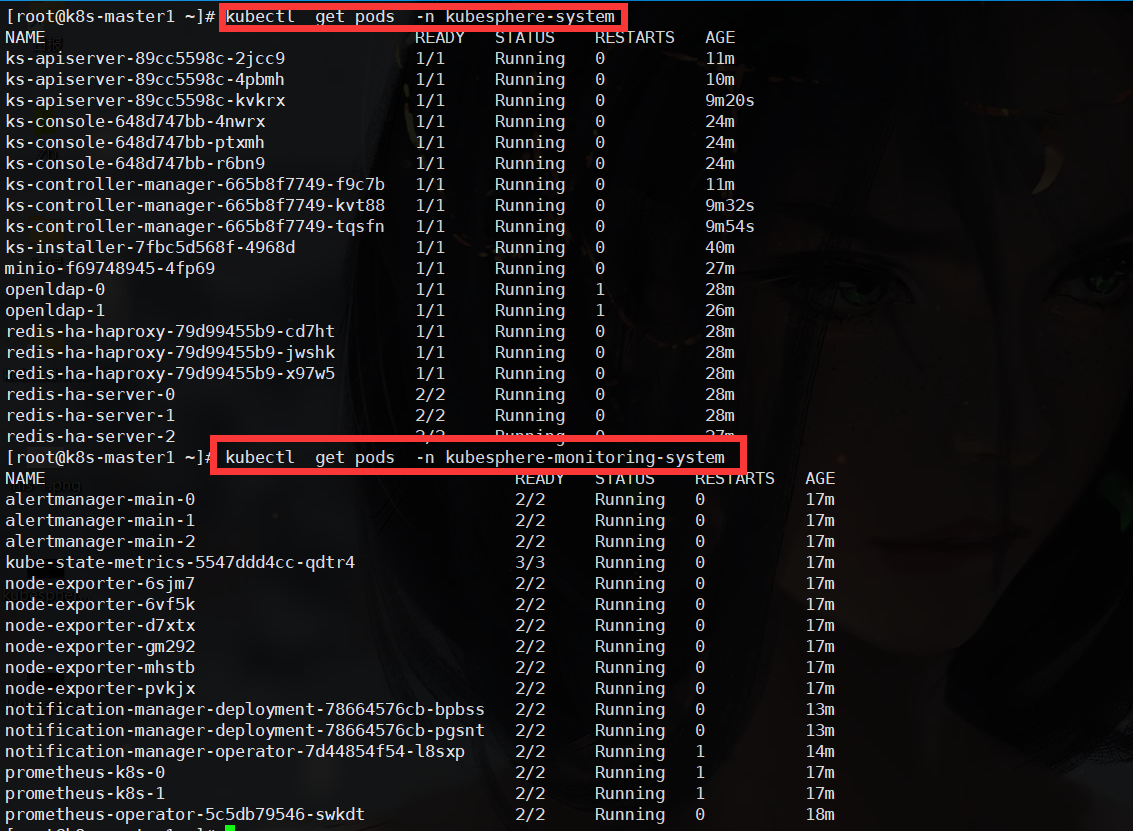 [root@k8s-master1 ~]# kubectl  get pods  -n kubesphere-system
NAME                                     READY   STATUS    RESTARTS   AGE
ks-apiserver-89cc5598c-2jcc9             1/1     Running   0          11m
ks-apiserver-89cc5598c-4pbmh             1/1     Running   0          10m
ks-apiserver-89cc5598c-kvkrx             1/1     Running   0          9m20s
ks-console-648d747bb-4nwrx               1/1     Running   0          24m
ks-console-648d747bb-ptxmh               1/1     Running   0          24m
ks-console-648d747bb-r6bn9               1/1     Running   0          24m
ks-controller-manager-665b8f7749-f9c7b   1/1     Running   0          11m
ks-controller-manager-665b8f7749-kvt88   1/1     Running   0          9m32s
ks-controller-manager-665b8f7749-tqsfn   1/1     Running   0          9m54s
ks-installer-7fbc5d568f-4968d            1/1     Running   0          40m
minio-f69748945-4fp69                    1/1     Running   0          27m
openldap-0                               1/1     Running   1          28m
openldap-1                               1/1     Running   1          26m
redis-ha-haproxy-79d99455b9-cd7ht        1/1     Running   0          28m
redis-ha-haproxy-79d99455b9-jwshk        1/1     Running   0          28m
redis-ha-haproxy-79d99455b9-x97w5        1/1     Running   0          28m
redis-ha-server-0                        2/2     Running   0          28m
redis-ha-server-1                        2/2     Running   0          28m
redis-ha-server-2                        2/2     Running   0          27m
[root@k8s-master1 ~]# kubectl  get pods  -n kubesphere-monitoring-system
NAME                                               READY   STATUS    RESTARTS   AGE
alertmanager-main-0                                2/2     Running   0          17m
alertmanager-main-1                                2/2     Running   0          17m
alertmanager-main-2                                2/2     Running   0          17m
kube-state-metrics-5547ddd4cc-qdtr4                3/3     Running   0          17m
node-exporter-6sjm7                                2/2     Running   0          17m
node-exporter-6vf5k                                2/2     Running   0          17m
node-exporter-d7xtx                                2/2     Running   0          17m
node-exporter-gm292                                2/2     Running   0          17m
node-exporter-mhstb                                2/2     Running   0          17m
node-exporter-pvkjx                                2/2     Running   0          17m
notification-manager-deployment-78664576cb-bpbss   2/2     Running   0          13m
notification-manager-deployment-78664576cb-pgsnt   2/2     Running   0          13m
notification-manager-operator-7d44854f54-l8sxp     2/2     Running   1          14m
prometheus-k8s-0                                   2/2     Running   1          17m
prometheus-k8s-1                                   2/2     Running   1          17m
prometheus-operator-5c5db79546-swkdt               2/2     Running   0          18m